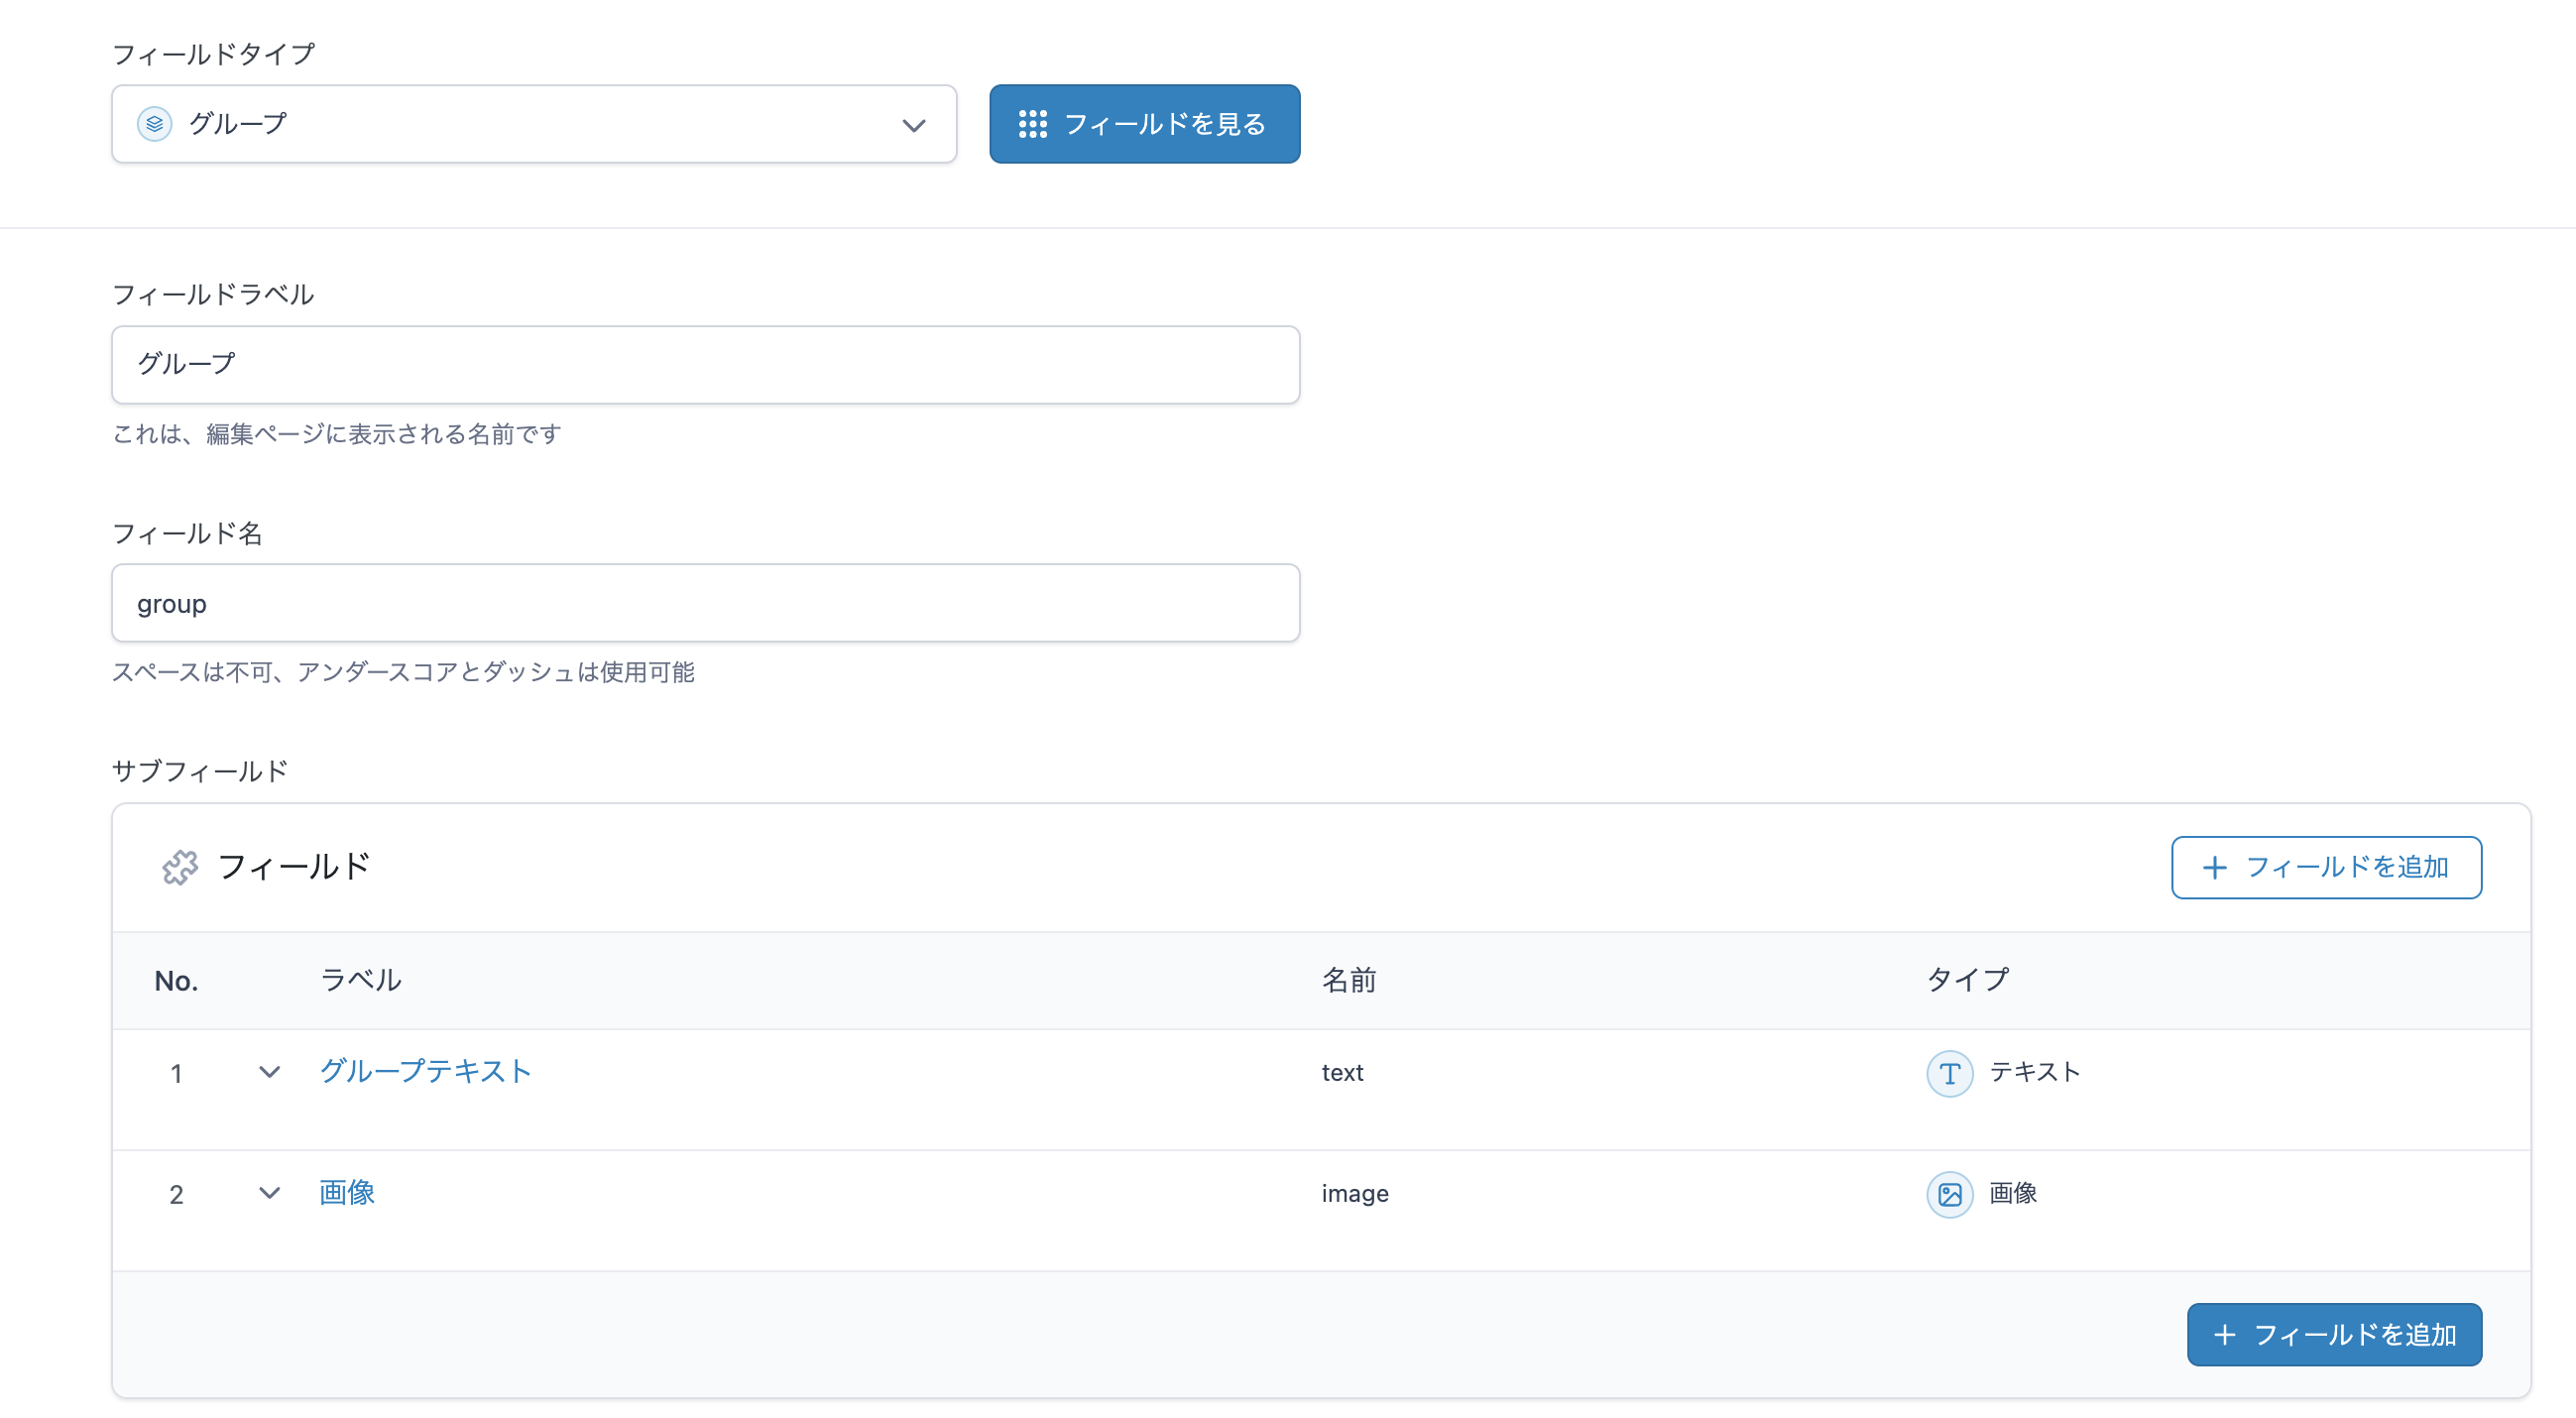 フィールドタイプ
グループ
フィールドを見る
フィールドラベル
グループ
これは、編集ページに表示される名前です
フィールド名
group
スペースは不可、アンダースコアとダッシュは使用可能
サブフィールド
フィールド
フィールドを追加
No. ラベル 名前 タイプ
1 グループテキスト text テキスト
2 画像 image 画像
フィールドを追加